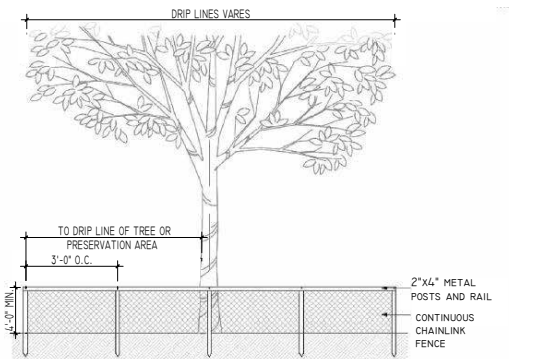 DRIP LINES VARES
TO DRIP LINE OF TREE OR
PRESERVATION AREA
3'-0" O.C.
4'-0" MIN.
2"X4" METAL
POSTS AND RAIL
CONTINUOUS
CHAINLINK
FENCE